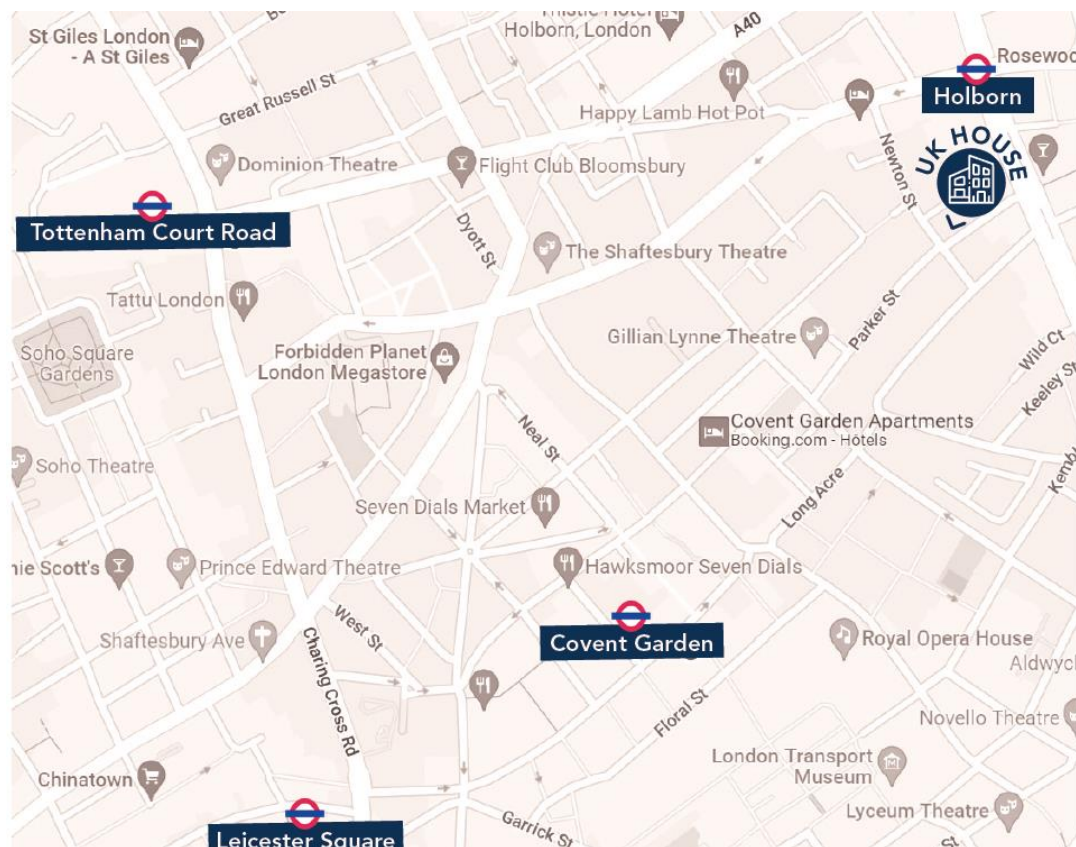 St Giles London
- A St Giles
Great Russell St
Holborn, London
A40
Rosewoo
Holborn
Happy Lamb Hot Pot
UK HOUSE
Newton St
Dominion Theatre
Flight Club Bloomsbury
Tottenham Court Road
Dyott St
The Shaftesbury Theatre
Tattu London
Parker St
Gillian Lynne Theatre
Wild Ct
Soho Square
Gardens
Forbidden Planet
London Megastore
Keeley St
Neal St
Covent Garden Apartments
Booking.com - Hotels
Soho Theatre
Kembl
Long Acre
Seven Dials Market
nie Scott's
Prince Edward Theatre
Hawksmoor Seven Dials
West St
Shaftesbury Ave
Covent Garden
Royal Opera House
Aldwyc
Charing Cross Rd
Floral St
Novello Theatre
Chinatown
London Transport
Museum
Lyceum Theatre
Leicester Square
Garrick St
St